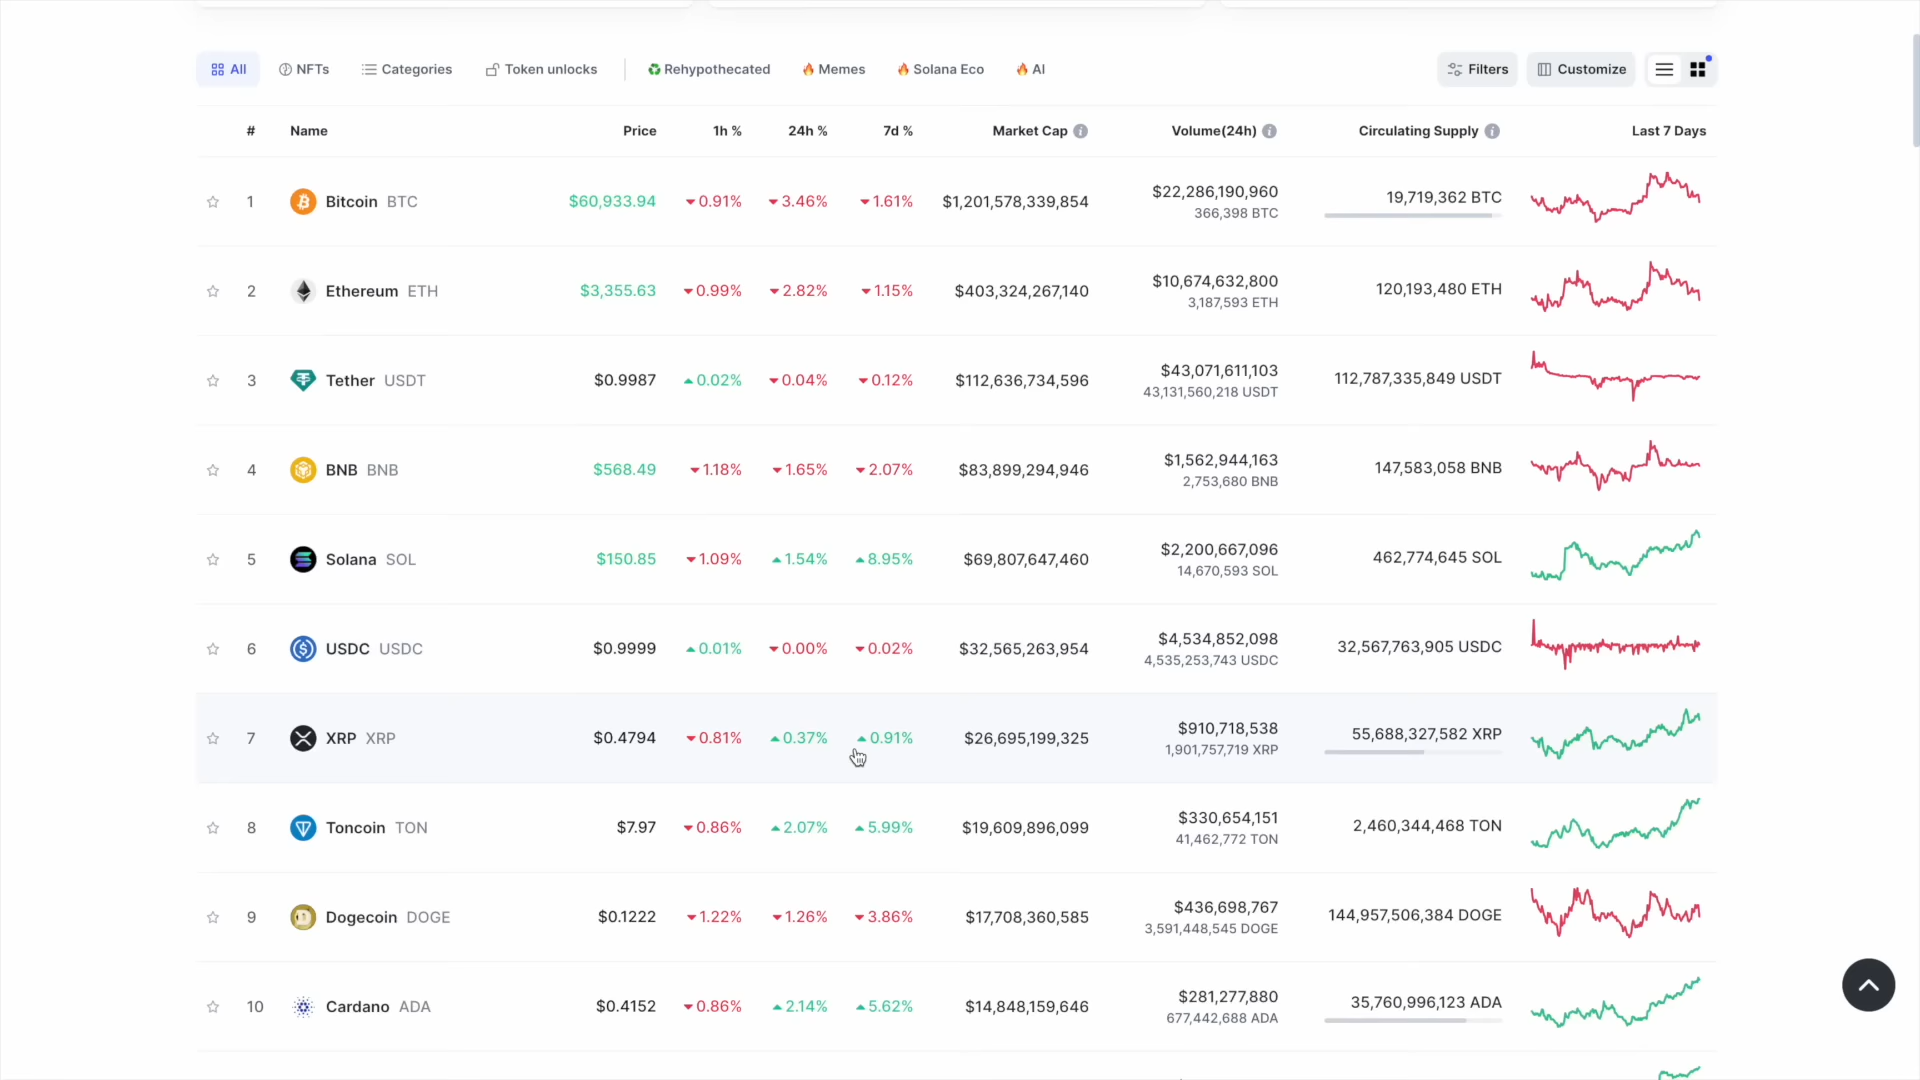 All NFTs Categories Token unlocks Rehypothecated Memes Solana Eco AI Filters Customize
# Name Price 1h % 24h % 7d % Market Cap Volume(24h) Circulating Supply Last 7 Days
1 Bitcoin BTC $60,933.94 0.91% 3.46% 1.61% $1,201,578,339,854 $22,286,190,960 19,719,362 BTC
366,398 BTC
2 Ethereum ETH $3,355.63 0.99% 2.82% 1.15% $403,324,267,140 $10,674,632,800 120,193,480 ETH
3,187,593 ETH
3 Tether USDT $0.9987 0.02% 0.04% 0.12% $112,636,734,596 $43,071,611,103 112,787,335,849 USDT
43,131,560,218 USDT
4 BNB BNB $568.49 1.18% 1.65% 2.07% $83,899,294,946 $1,562,944,163 147,583,058 BNB
2,753,680 BNB
5 Solana SOL $150.85 1.09% 1.54% 8.95% $69,807,647,460 $2,200,667,096 462,774,645 SOL
14,670,593 SOL
6 USDC USDC $0.9999 0.01% 0.00% 0.02% $32,565,263,954 $4,534,852,098 32,567,763,905 USDC
4,535,253,743 USDC
7 XRP XRP $0.4794 0.81% 0.37% 0.91% $26,695,199,325 $910,718,538 55,688,327,582 XRP
1,901,757,719 XRP
8 Toncoin TON $7.97 0.86% 2.07% 5.99% $19,609,896,099 $330,654,151 2,460,344,468 TON
41,462,772 TON
9 Dogecoin DOGE $0.1222 1.22% 1.26% 3.86% $17,708,360,585 $436,698,767 144,957,506,384 DOGE
3,591,448,545 DOGE
10 Cardano ADA $0.4152 0.86% 2.14% 5.62% $14,848,159,646 $281,277,880 35,760,996,123 ADA
677,442,688 ADA